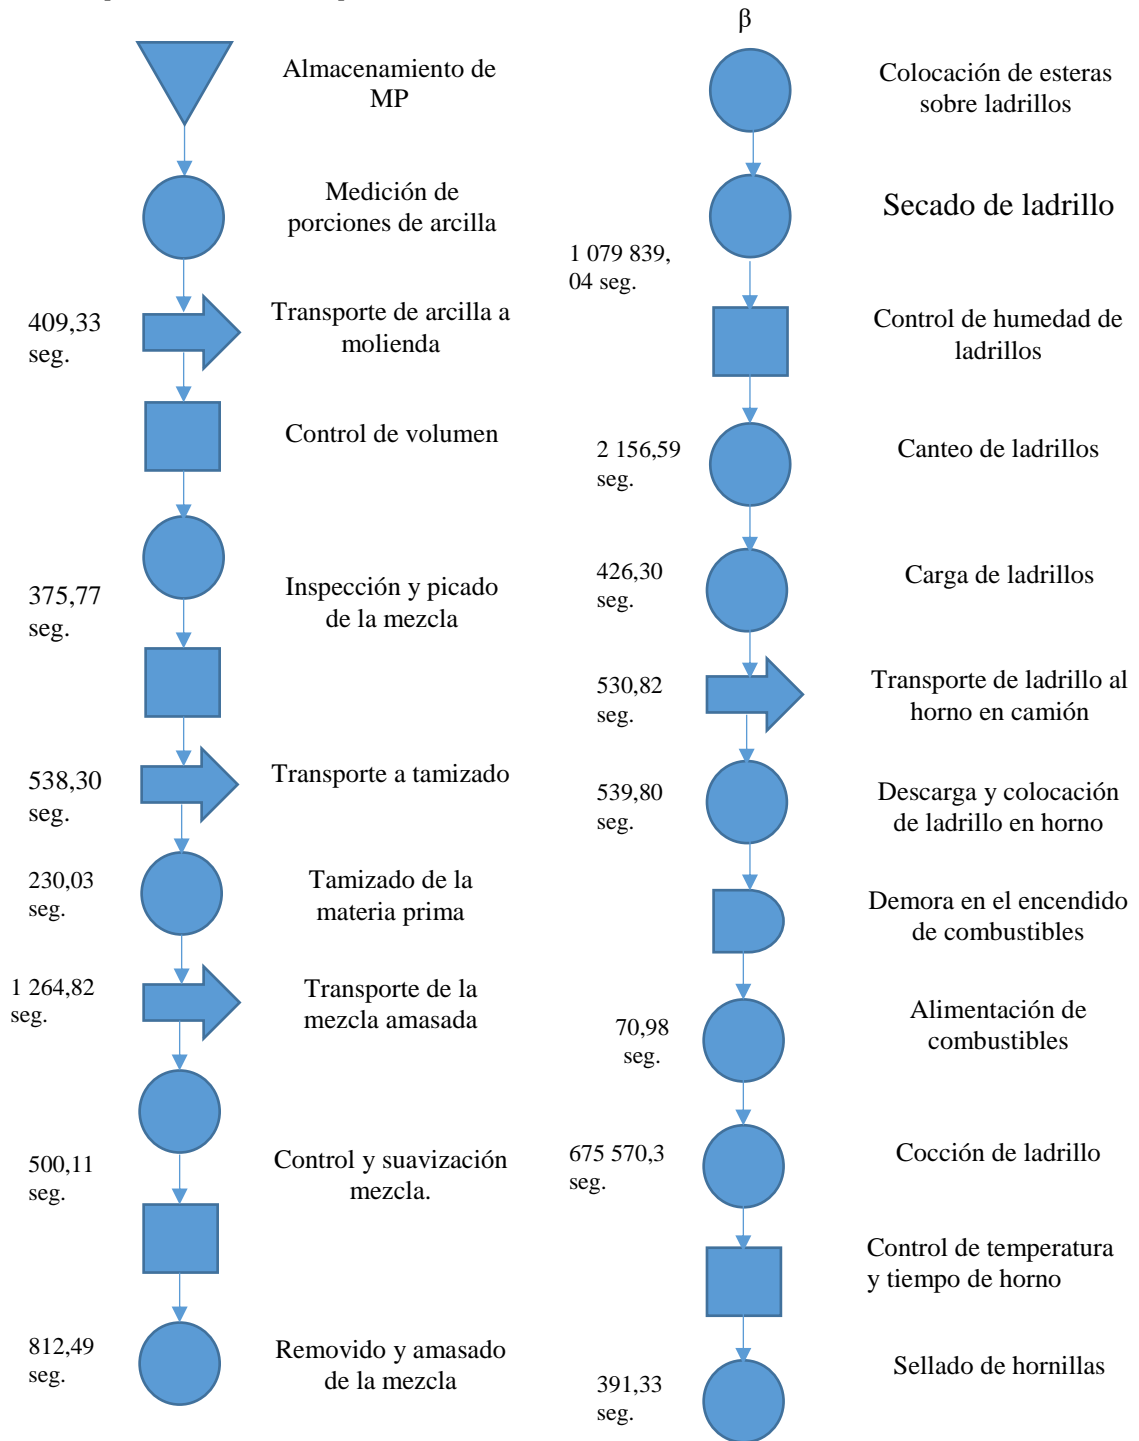 Almacenamiento de
MP
Medición de
porciones de arcilla
409,33
seg.
Transporte de arcilla a
molienda
Control de volumen
375,77
seg.
Inspección y picado
de la mezcla
538,30
seg.
Transporte a tamizado
230,03
seg.
Tamizado de la
materia prima
1 264,82
seg.
Transporte de la
mezcla amasada
500,11
seg.
Control y suavización
mezcla.
812,49
seg.
Removido y amasado
de la mezcla
β
Colocación de esteras
sobre ladrillos
Secado de ladrillo
1 079 839,
04 seg.
Control de humedad de
ladrillos
2 156,59
seg.
Canteo de ladrillos
426,30
seg.
Carga de ladrillos
530,82
seg.
Transporte de ladrillo al
horno en camión
539,80
seg.
Descarga y colocación
de ladrillo en horno
Demora en el encendido
de combustibles
70,98
seg.
Alimentación de
combustibles
675 570,3
seg.
Cocción de ladrillo
Control de temperatura
y tiempo de horno
391,33
seg.
Sellado de hornillas